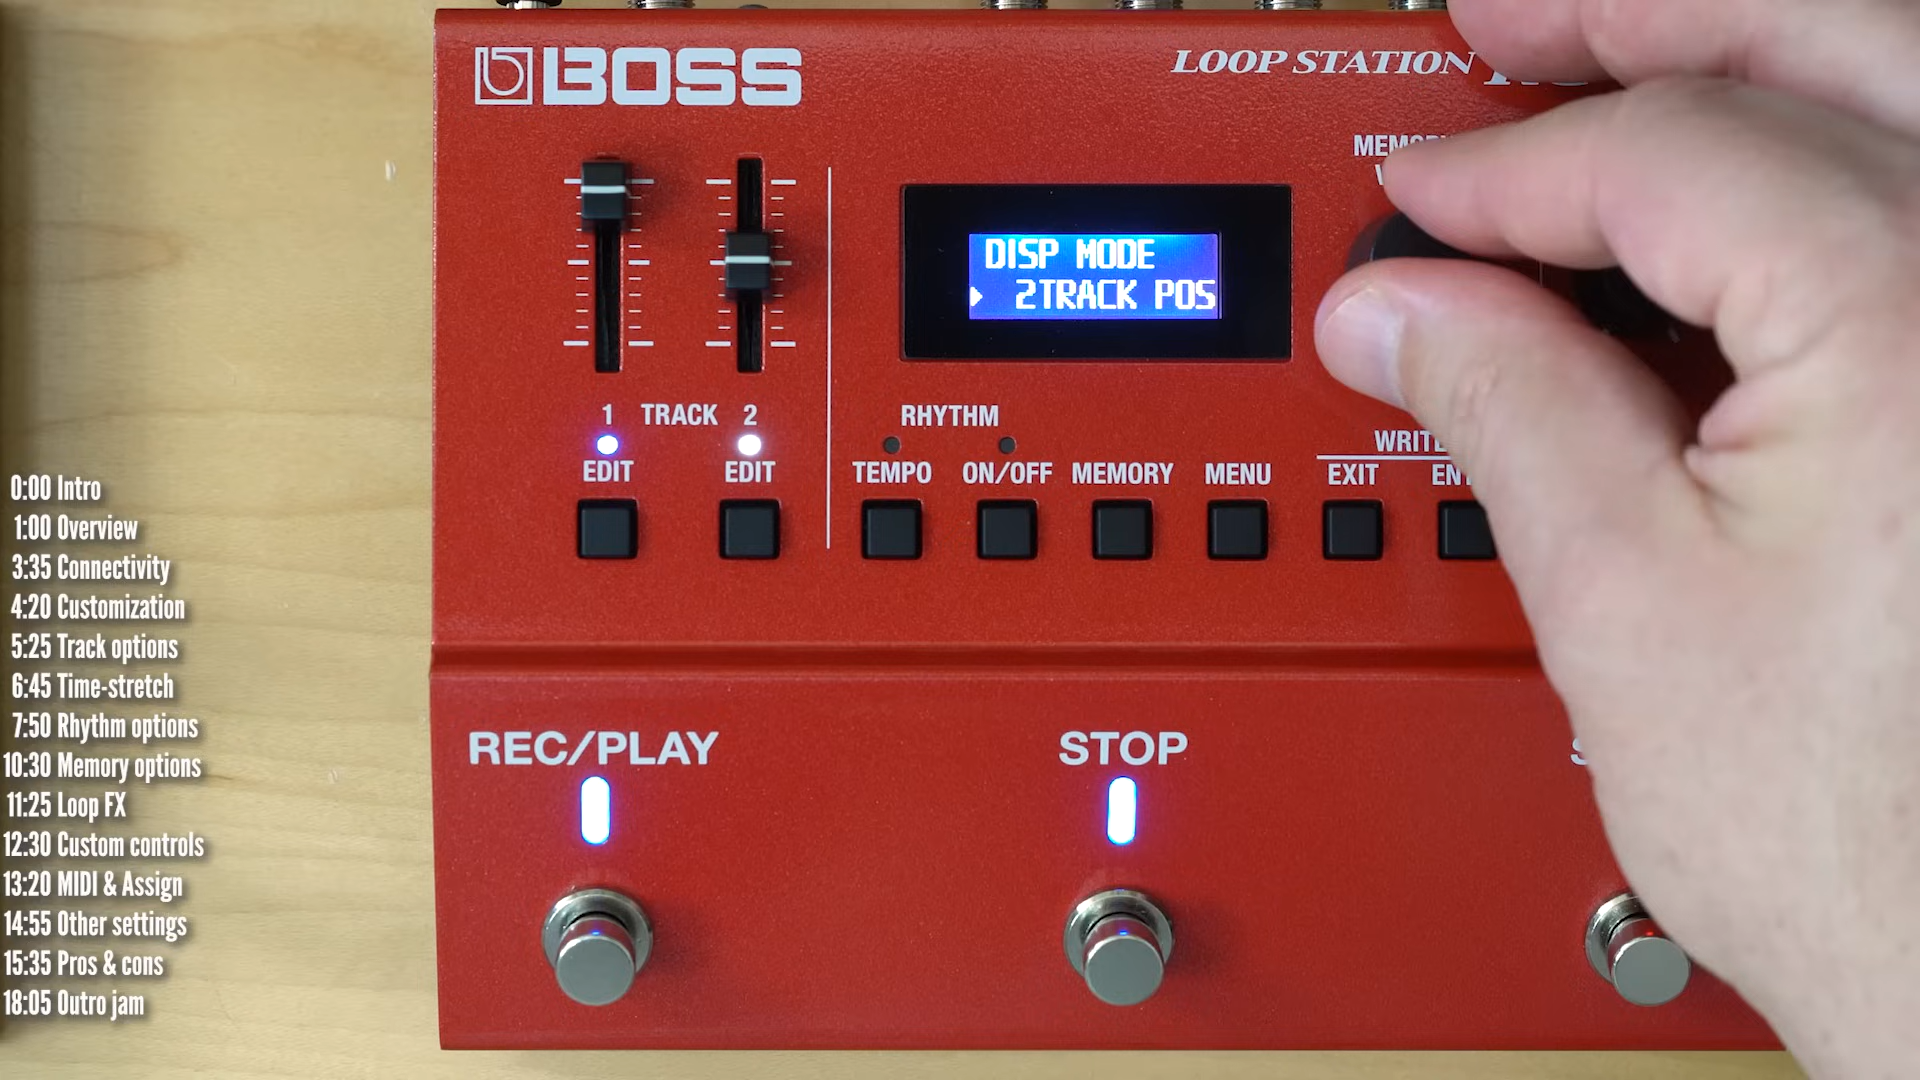 BOSS
LOOP STATION
DISP MODE
2TRACK POS
1 TRACK 2
EDIT EDIT
RHYTHM
TEMPO ON/OFF MEMORY MENU EXIT
REC/PLAY STOP
0:00 Intro
1:00 Overview
3:35 Connectivity
4:20 Customization
5:25 Track options
6:45 Time-stretch
7:50 Rhythm options
10:30 Memory options
11:25 Loop FX
12:30 Custom controls
13:20 MIDI & Assign
14:55 Other settings
15:35 Pros & cons
18:05 Outro jam